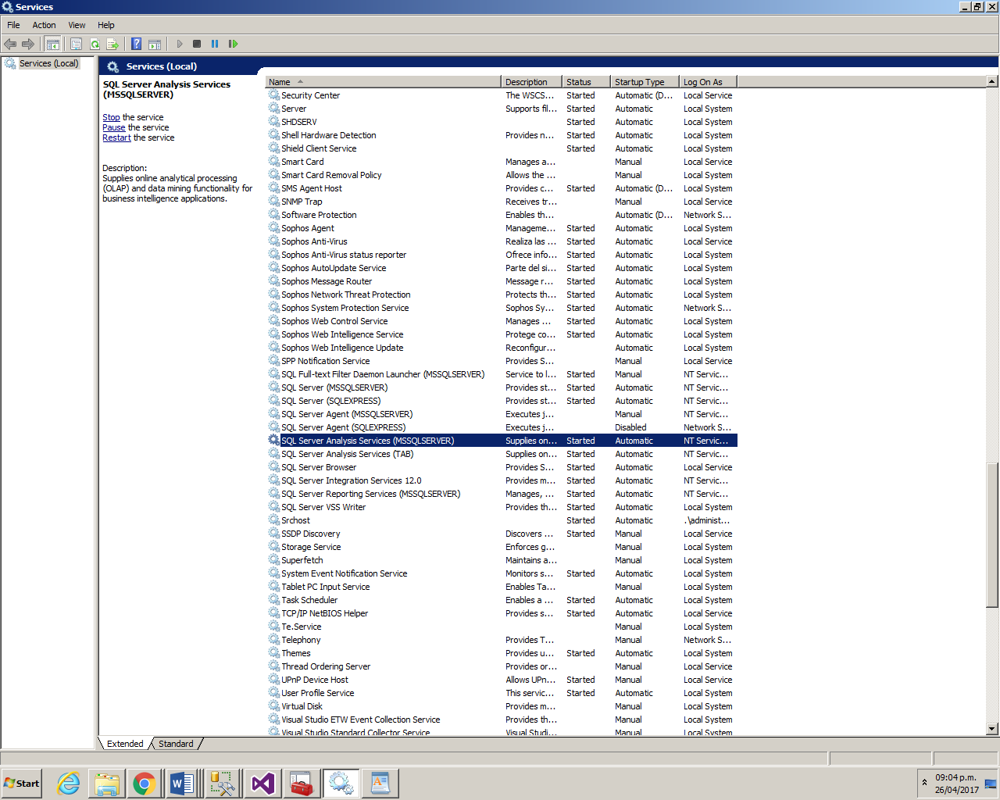 Services
File Action View Help
Services (Local)
Services (Local)
SQL Server Analysis Services
(MSSQLSERVER)
Stop the service
Pause the service
Restart the service
Description:
Supplies online analytical processing
(OLAP) and data mining functionality for
business intelligence applications.
Name Description Status Startup Type Log On As
Security Center The WSCS... Started Automatic (D... Local Service
Server Supports fil... Started Automatic Local System
SHDSERV Started Automatic Local System
Shell Hardware Detection Provides n... Started Automatic Local System
Shield Client Service Started Automatic Local System
Smart Card Manages a... Manual Local Service
Smart Card Removal Policy Allows the ... Manual Local System
SMS Agent Host Provides c... Started Automatic (D... Local System
SNMP Trap Receives tr... Manual Local Service
Software Protection Enables th... Automatic (D... Network S...
Sophos Agent Manageme... Started Automatic Local System
Sophos Anti-Virus Realiza las ... Started Automatic Local Service
Sophos Anti-Virus status reporter Ofrece info... Started Automatic Local System
Sophos AutoUpdate Service Parte del si... Started Automatic Local System
Sophos Message Router Message r... Started Automatic Local System
Sophos Network Threat Protection Protects th... Started Automatic Local System
Sophos System Protection Service Sophos Sy... Started Automatic Network S...
Sophos Web Control Service Manages ... Started Automatic Local System
Sophos Web Intelligence Service Protege co... Started Automatic Local System
Sophos Web Intelligence Update Reconfigur... Automatic Local System
SPP Notification Service Provides S... Manual Local Service
SQL Full-text Filter Daemon Launcher (MSSQLSERVER) Service to l... Started Manual NT Servic...
SQL Server (MSSQLSERVER) Provides st... Started Automatic NT Servic...
SQL Server (SQLEXPRESS) Provides st... Started Automatic NT Servic...
SQL Server Agent (MSSQLSERVER) Executes j... Manual NT Servic...
SQL Server Agent (SQLEXPRESS) Executes j... Disabled Network S...
SQL Server Analysis Services (MSSQLSERVER) Supplies on... Started Automatic NT Servic...
SQL Server Analysis Services (TAB) Supplies on... Started Automatic NT Servic...
SQL Server Browser Provides S... Started Automatic Local Service
SQL Server Integration Services 12.0 Provides m... Started Automatic NT Servic...
SQL Server Reporting Services (MSSQLSERVER) Manages, ... Started Automatic NT Servic...
SQL Server VSS Writer Provides th... Started Automatic Local System
Srchost Started Automatic .\administ...
SSDP Discovery Discovers ... Started Manual Local Service
Storage Service Enforces g... Manual Local System
Superfetch Maintains a... Manual Local System
System Event Notification Service Monitors s... Started Automatic Local System
Tablet PC Input Service Enables Ta... Manual Local System
Task Scheduler Enables a ... Started Automatic Local System
TCP/IP NetBIOS Helper Provides s... Started Automatic Local Service
Te.Service Manual Local System
Telephony Provides T... Manual Network S...
Themes Provides u... Started Automatic Local System
Thread Ordering Server Provides or... Manual Local Service
UPnP Device Host Allows UPn... Started Manual Local Service
User Profile Service This servic... Started Automatic Local System
Virtual Disk Provides m... Manual Local System
Visual Studio ETW Event Collection Service Provides th... Manual Local System
Visual Studio Standard Collector Service Visual Studi... Manual Local System
Extended Standard
Start
09:04 p.m.
26/04/2017